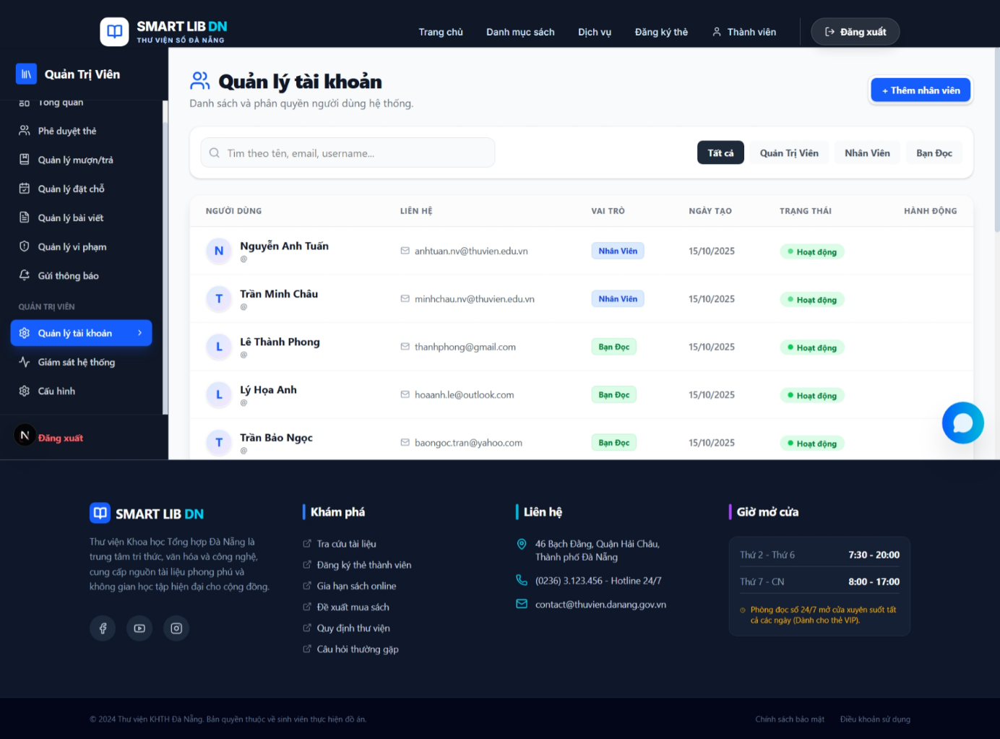 SMART LIB DN
THƯ VIỆN SỐ ĐÀ NẴNG
Trang chủ
Danh mục sách
Dịch vụ
Đăng ký thẻ
Thành viên
Đăng xuất
Quản Trị Viên
Tổng quan
Phê duyệt thẻ
Quản lý mượn/trả
Quản lý đặt chỗ
Quản lý bài viết
Quản lý vi phạm
Gửi thông báo
QUẢN TRỊ VIÊN
Quản lý tài khoản
Giám sát hệ thống
Cấu hình
N
Đăng xuất
Quản lý tài khoản
Danh sách và phân quyền người dùng hệ thống.
+ Thêm nhân viên
Tìm theo tên, email, username...
Tất cả
Quản Trị Viên
Nhân Viên
Bạn Đọc
NGƯỜI DÙNG LIÊN HỆ VAI TRÒ NGÀY TẠO TRẠNG THÁI HÀNH ĐỘNG
N Nguyễn Anh Tuấn anhtuan.nv@thuvien.edu.vn Nhân Viên 15/10/2025 Hoạt động
@
T Trần Minh Châu minhchau.nv@thuvien.edu.vn Nhân Viên 15/10/2025 Hoạt động
@
L Lê Thành Phong thanhphong@gmail.com Bạn Đọc 15/10/2025 Hoạt động
@
L Lý Họa Anh hoaanh.le@outlook.com Bạn Đọc 15/10/2025 Hoạt động
@
T Trần Bảo Ngọc baongoc.tran@yahoo.com Bạn Đọc 15/10/2025 Hoạt động
@
SMART LIB DN
Thư viện Khoa học Tổng hợp Đà Nẵng là
trung tâm tri thức, văn hóa và công nghệ,
cung cấp nguồn tài liệu phong phú và
không gian học tập hiện đại cho cộng đồng.
Khám phá
Tra cứu tài liệu
Đăng ký thẻ thành viên
Gia hạn sách online
Đề xuất mua sách
Quy định thư viện
Câu hỏi thường gặp
Liên hệ
46 Bạch Đằng, Quận Hải Châu,
Thành phố Đà Nẵng
(0236) 3.123.456 - Hotline 24/7
contact@thuvien.danang.gov.vn
Giờ mở cửa
Thứ 2 - Thứ 6 7:30 - 20:00
Thứ 7 - CN 8:00 - 17:00
Phòng đọc số 24/7 mở cửa xuyên suốt tất
cả các ngày (Dành cho thẻ VIP).
© 2024 Thư viện KHTH Đà Nẵng. Bản quyền thuộc về sinh viên thực hiện đồ án.
Chính sách bảo mật
Điều khoản sử dụng